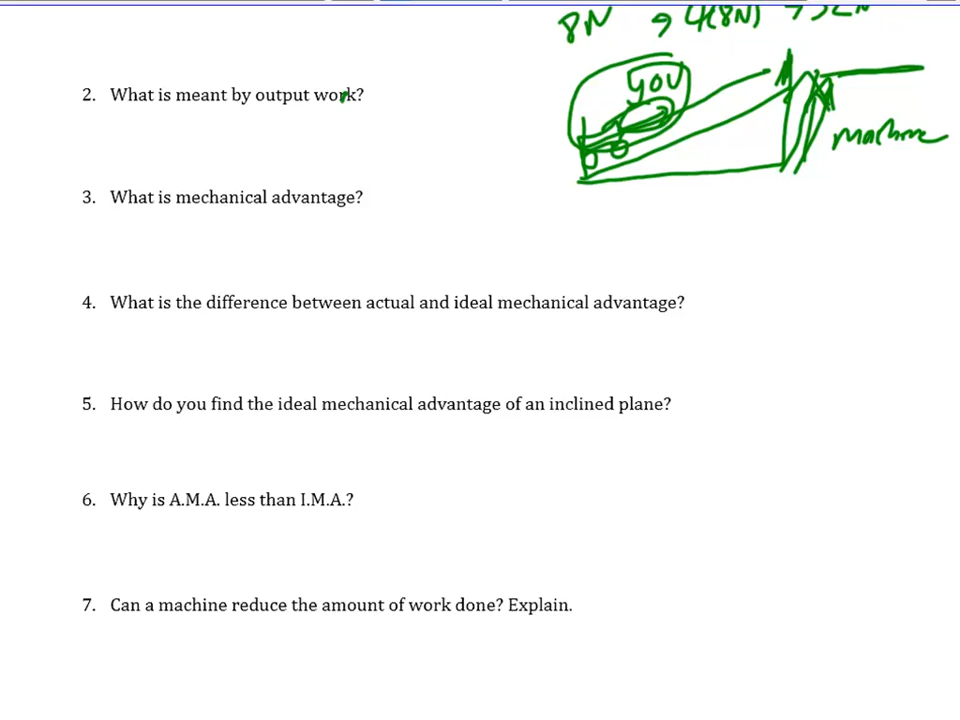 8N → 4(8N) → 32N
you
2. What is meant by output work?
machine
3. What is mechanical advantage?
4. What is the difference between actual and ideal mechanical advantage?
5. How do you find the ideal mechanical advantage of an inclined plane?
6. Why is A.M.A. less than I.M.A.?
7. Can a machine reduce the amount of work done? Explain.